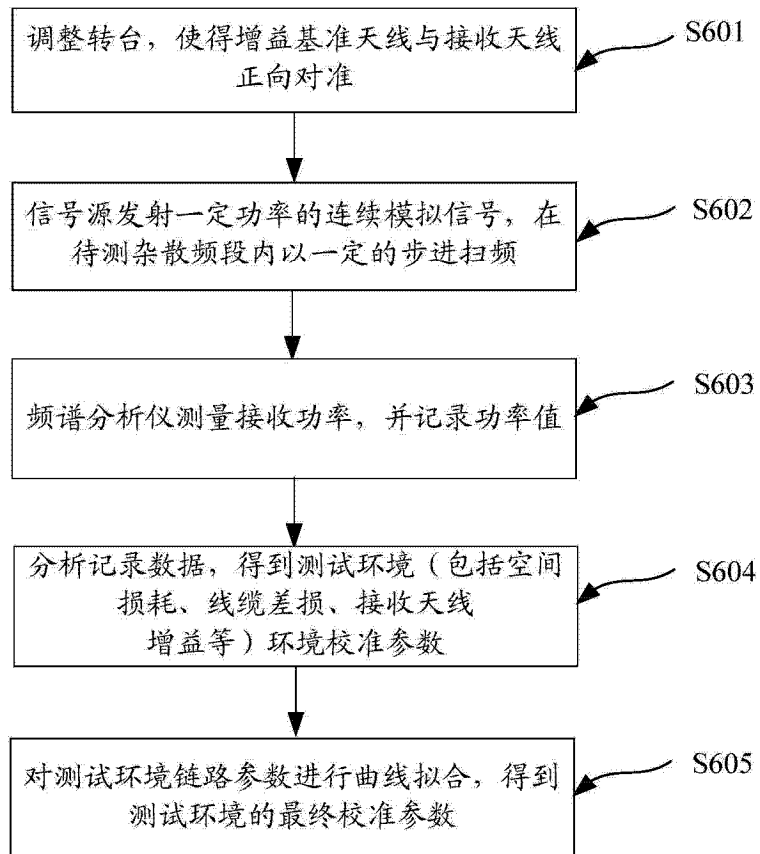 调整转台，使得增益基准天线与接收天线
正向对准
S601
信号源发射一定功率的连续模拟信号，在
待测杂散频段内以一定的步进扫频
S602
频谱分析仪测量接收功率，并记录功率值
S603
分析记录数据，得到测试环境（包括空间
损耗、线缆差损、接收天线
增益等）环境校准参数
S604
对测试环境链路参数进行曲线拟合，得到
测试环境的最终校准参数
S605